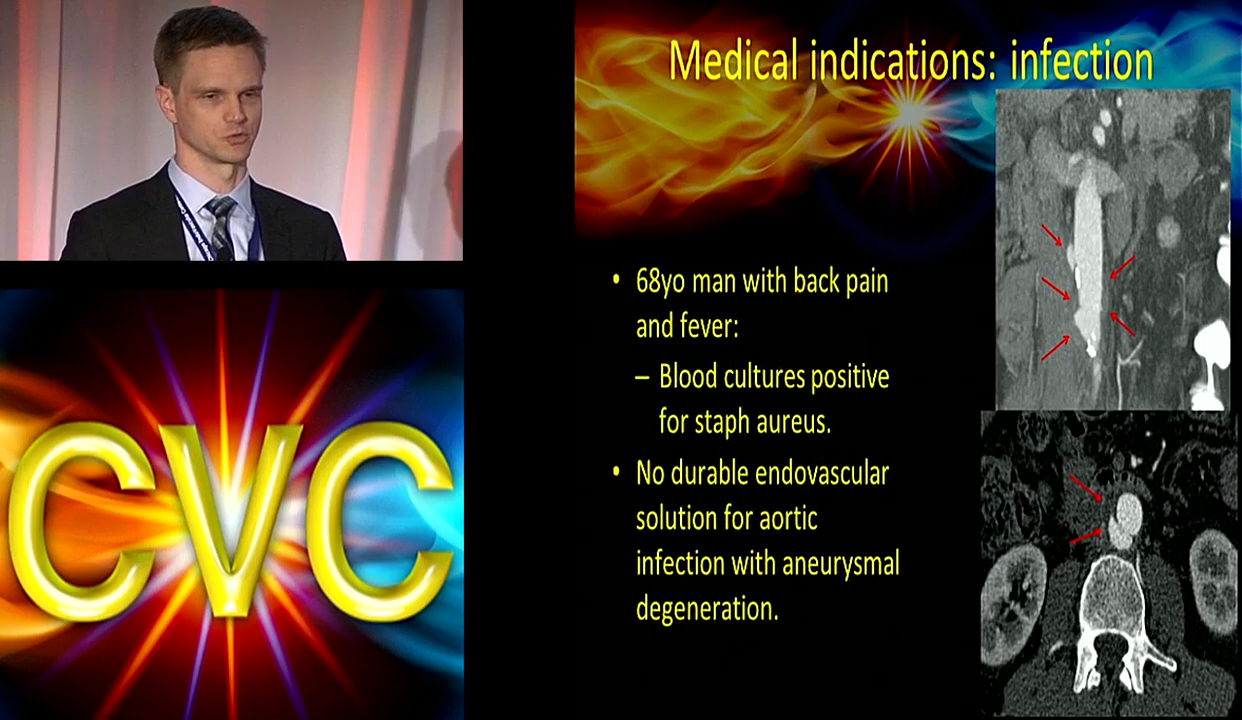 Medical indications: infection
• 68yo man with back pain
and fever:
– Blood cultures positive
for staph aureus.
• No durable endovascular
solution for aortic
infection with aneurysmal
degeneration.
CVC